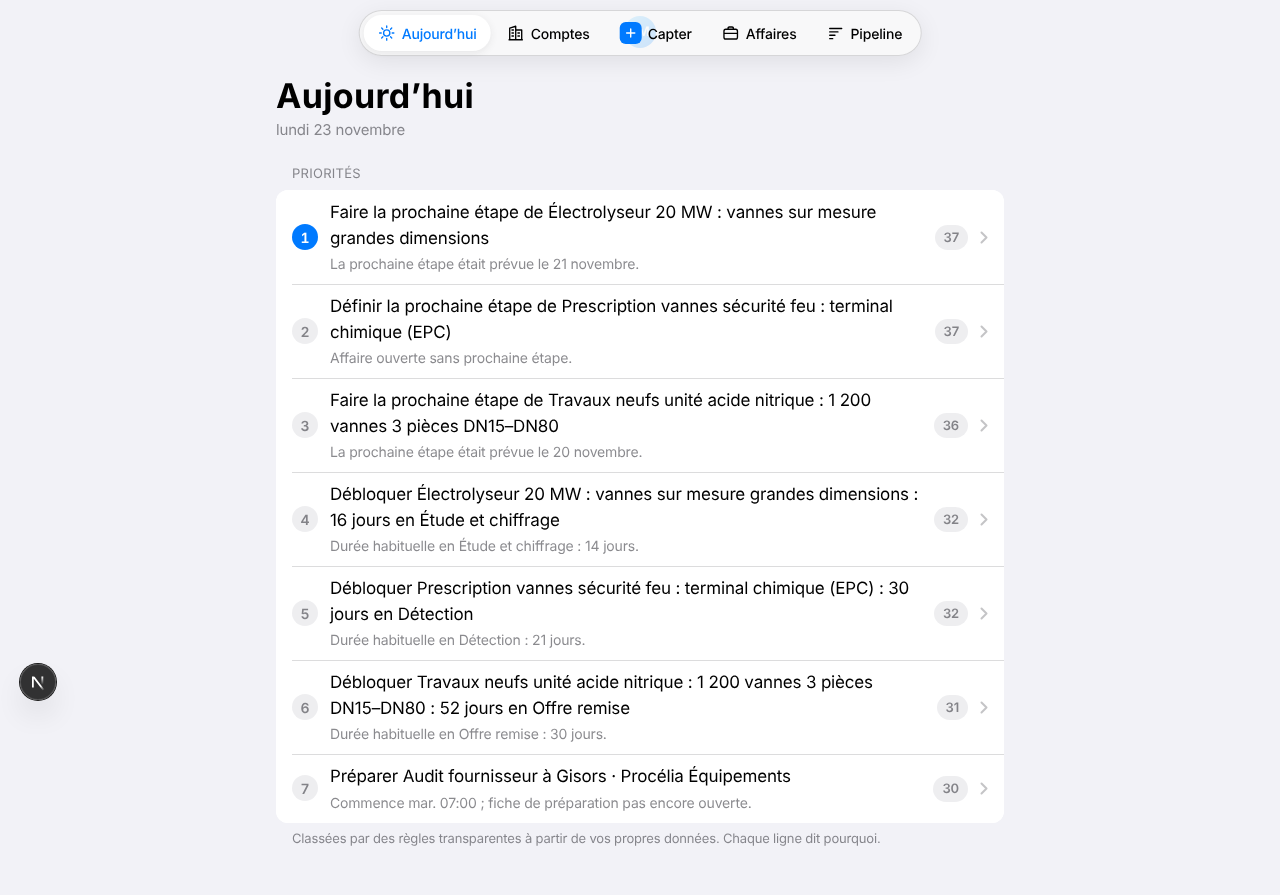 Aujourd’hui
Comptes
Capter
Affaires
Pipeline
Aujourd’hui
lundi 23 novembre
PRIORITÉS
1
Faire la prochaine étape de Électrolyseur 20 MW : vannes sur mesure
grandes dimensions
La prochaine étape était prévue le 21 novembre.
37
2
Définir la prochaine étape de Prescription vannes sécurité feu : terminal
chimique (EPC)
Affaire ouverte sans prochaine étape.
37
3
Faire la prochaine étape de Travaux neufs unité acide nitrique : 1 200
vannes 3 pièces DN15–DN80
La prochaine étape était prévue le 20 novembre.
36
4
Débloquer Électrolyseur 20 MW : vannes sur mesure grandes dimensions :
16 jours en Étude et chiffrage
Durée habituelle en Étude et chiffrage : 14 jours.
32
5
Débloquer Prescription vannes sécurité feu : terminal chimique (EPC) : 30
jours en Détection
Durée habituelle en Détection : 21 jours.
32
6
Débloquer Travaux neufs unité acide nitrique : 1 200 vannes 3 pièces
DN15–DN80 : 52 jours en Offre remise
Durée habituelle en Offre remise : 30 jours.
31
7
Préparer Audit fournisseur à Gisors · Procélia Équipements
Commence mar. 07:00 ; fiche de préparation pas encore ouverte.
30
Classées par des règles transparentes à partir de vos propres données. Chaque ligne dit pourquoi.
N